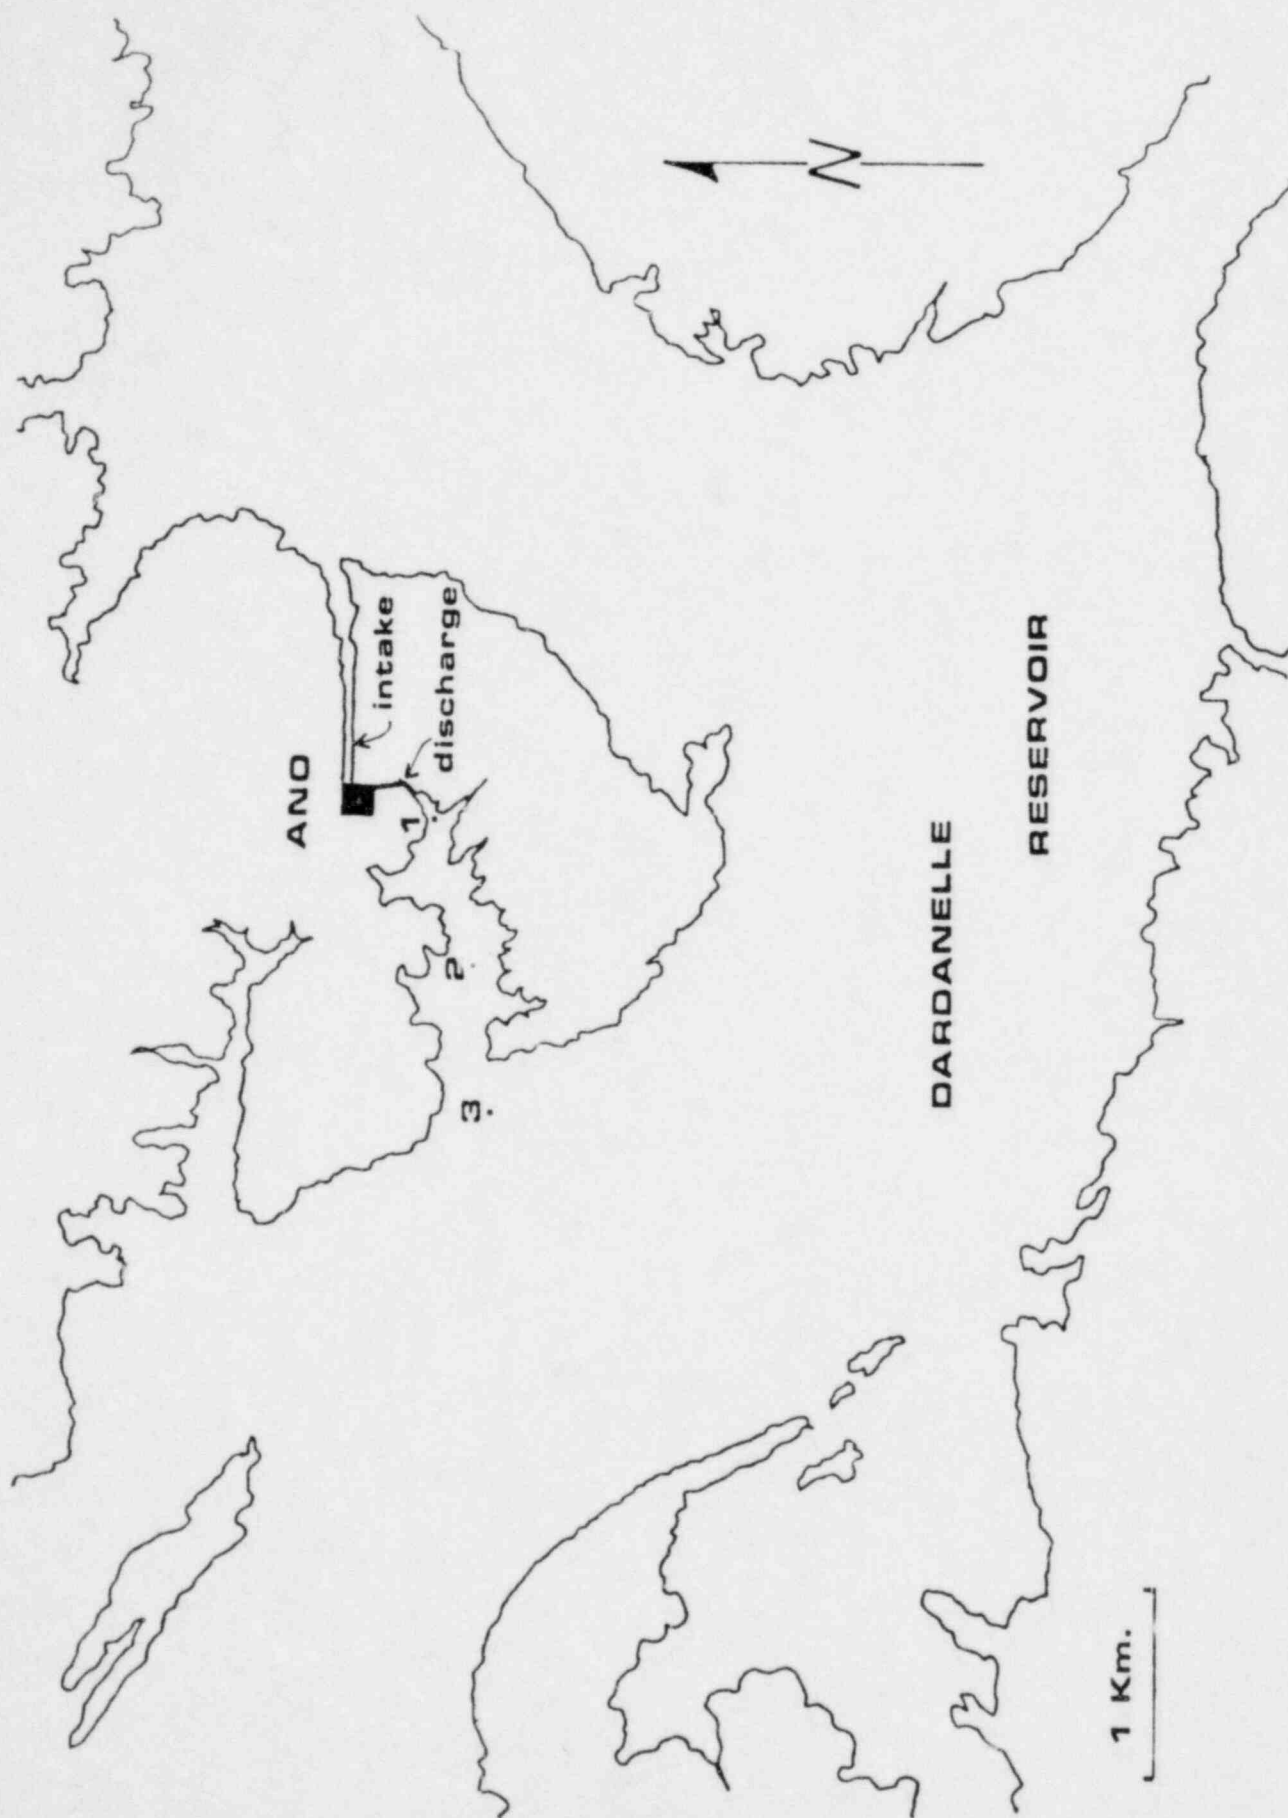 N
ANO
intake
discharge
1
2
3
DARDANELLE
RESERVOIR
1 Km.